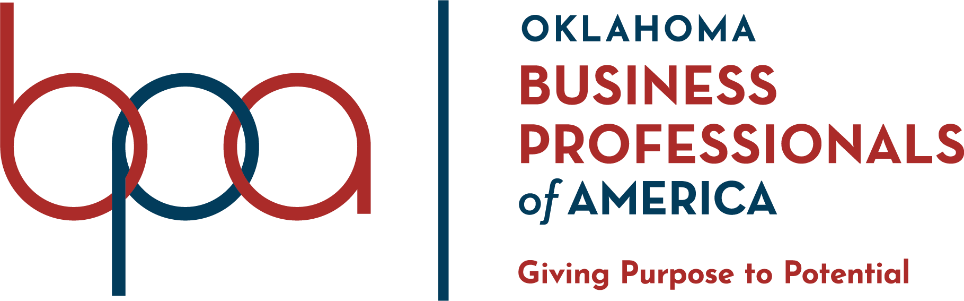 bpa
OKLAHOMA
BUSINESS
PROFESSIONALS
of AMERICA
Giving Purpose to Potential